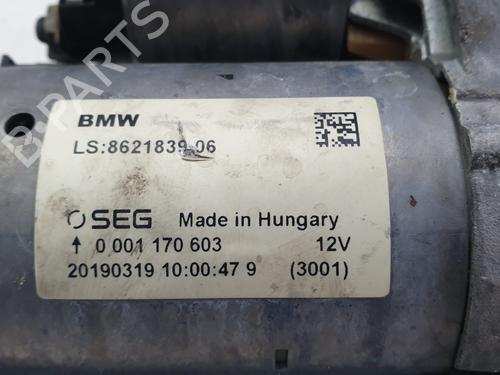 BMW
LS:8621839-06
SEG Made in Hungary
↑ 0 001 170 603 12V
20190319 10:00:47 9 (3001)
B-PARTS